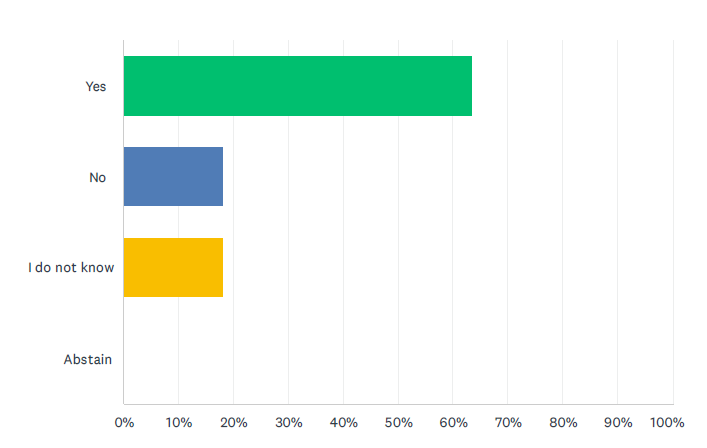 Yes
No
I do not know
Abstain
0% 10% 20% 30% 40% 50% 60% 70% 80% 90% 100%